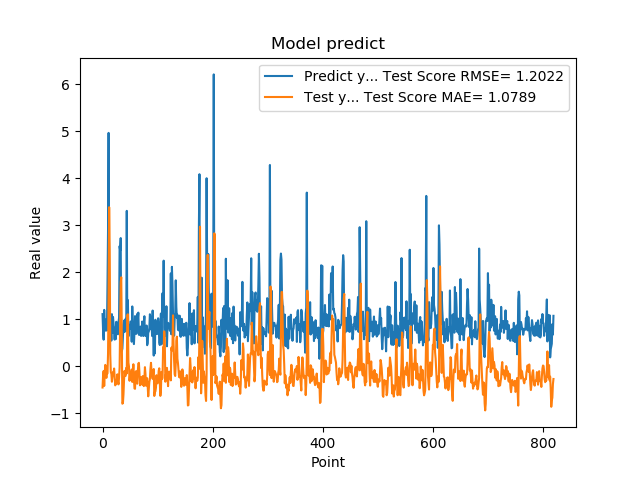 Model predict
Predict y... Test Score RMSE= 1.2022
Test y... Test Score MAE= 1.0789
6
5
4
3
2
1
0
−1
Real value
0 200 400 600 800
Point